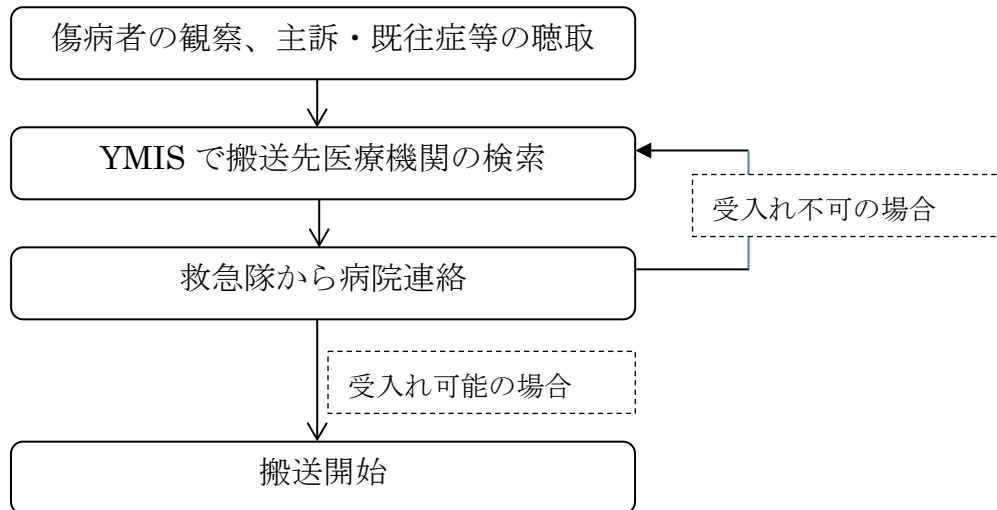 傷病者の観察、主訴・既往症等の聴取
YMIS で搬送先医療機関の検索
受入れ不可の場合
救急隊から病院連絡
受入れ可能の場合
搬送開始